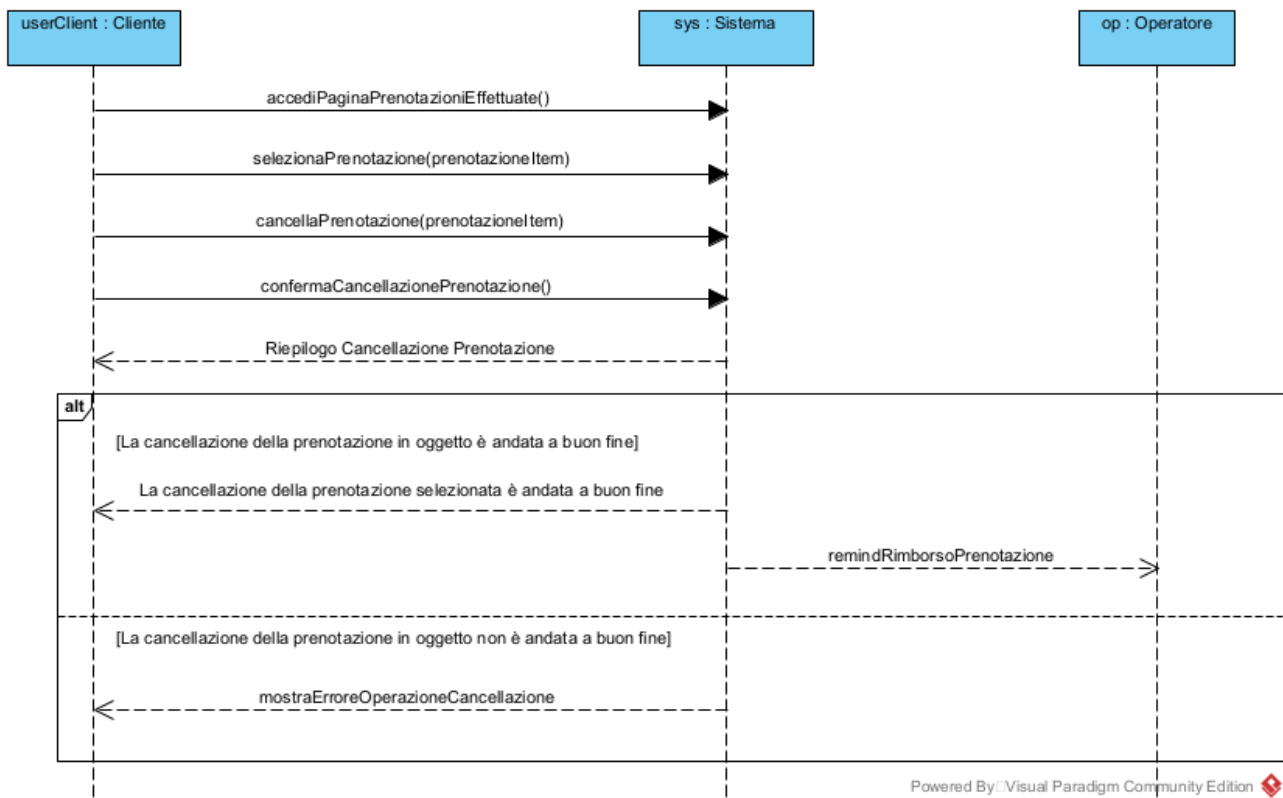 userClient : Cliente
sys : Sistema
op : Operatore
accediPaginaPrenotazioniEffettuate()
selezionaPrenotazione(prenotazioneItem)
cancellaPrenotazione(prenotazioneItem)
confermaCancellazionePrenotazione()
Riepilogo Cancellazione Prenotazione
alt
[La cancellazione della prenotazione in oggetto è andata a buon fine]
La cancellazione della prenotazione selezionata è andata a buon fine
remindRimborsoPrenotazione
[La cancellazione della prenotazione in oggetto non è andata a buon fine]
mostraErroreOperazioneCancellazione
Powered By Visual Paradigm Community Edition